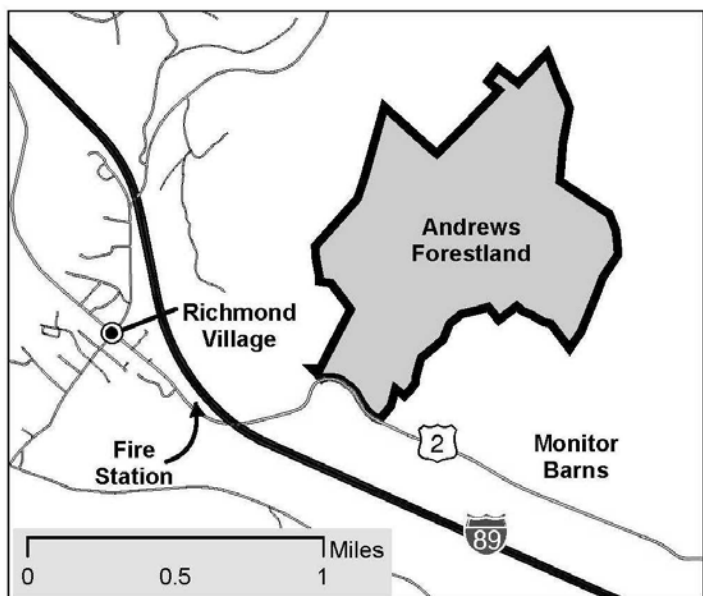 Andrews
Forestland
Richmond
Village
Fire
Station
2
Monitor
Barns
89
Miles
0
0.5
1